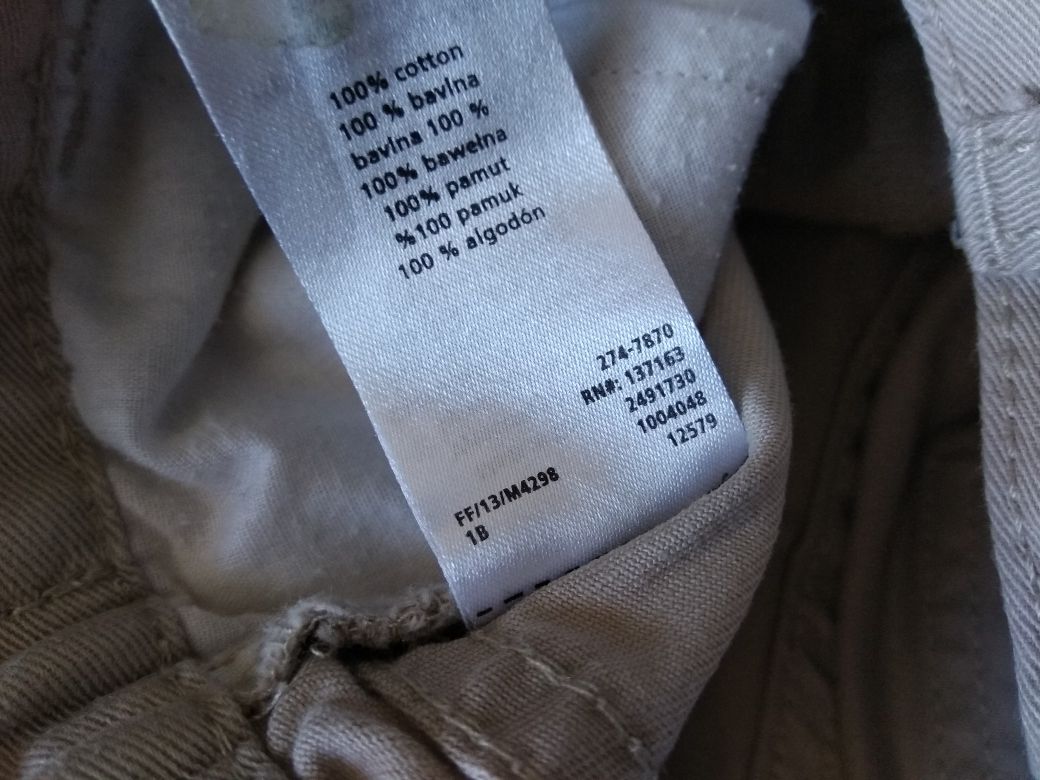 100% cotton
100 % bavlna
bavlna 100 %
100% bawełna
100% pamut
%100 pamuk
100 % algodón
274-7870
RN#: 137163
2491730
1004048
12579
FF/13/M4298
1B